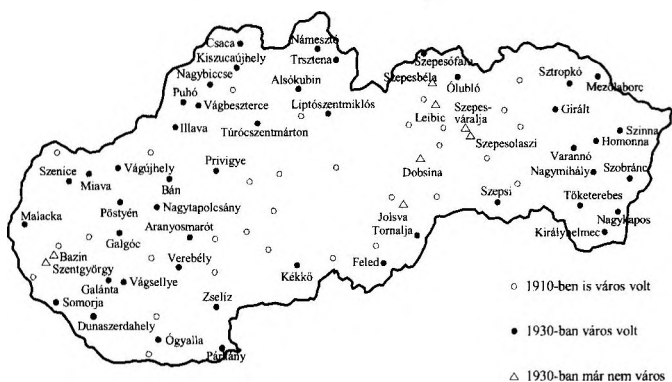 Csaca
Námesztó
Kiszucaújhely
Trsztena
Szepesófalu
Nagybiccse
Alsókubin
Szepesbéla
Ólubló
Sztropkó
Mezőlaborc
Puhó
Vágbeszterce
Liptószentmiklós
Leibic
Szepes-
váralja
Girált
Illava
Túrócszentmárton
Szepesolaszi
Szinna
Homonna
Varannó
Nagymihály
Szobránc
Dobsina
Szenice
Vágújhely
Privigye
Miava
Bán
Szepsi
Tőketerebes
Pöstyén
Nagytapolcsány
Jolsva
Nagykapos
Malacka
Aranyosmarót
Tornalja
Királyhelmec
Galgóc
Bazin
Szentgyörgy
Verebély
Kékkő
Feled
Galánta
Vágsellye
Somorja
Zselíz
Dunaszerdahely
Ógyalla
Párkány
1910-ben is város volt
1930-ban város volt
1930-ban már nem város